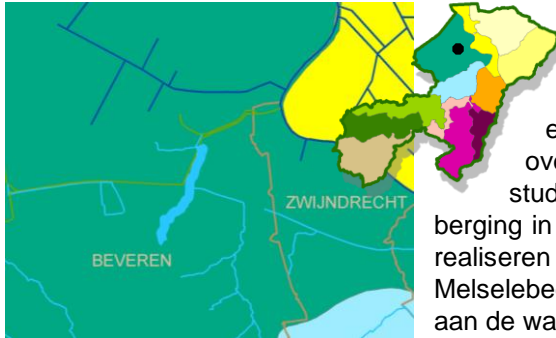 ZWIJNDRECHT
BEVEREN
e
ove
stud
berging in
realiseren
Melselebe
aan de wa